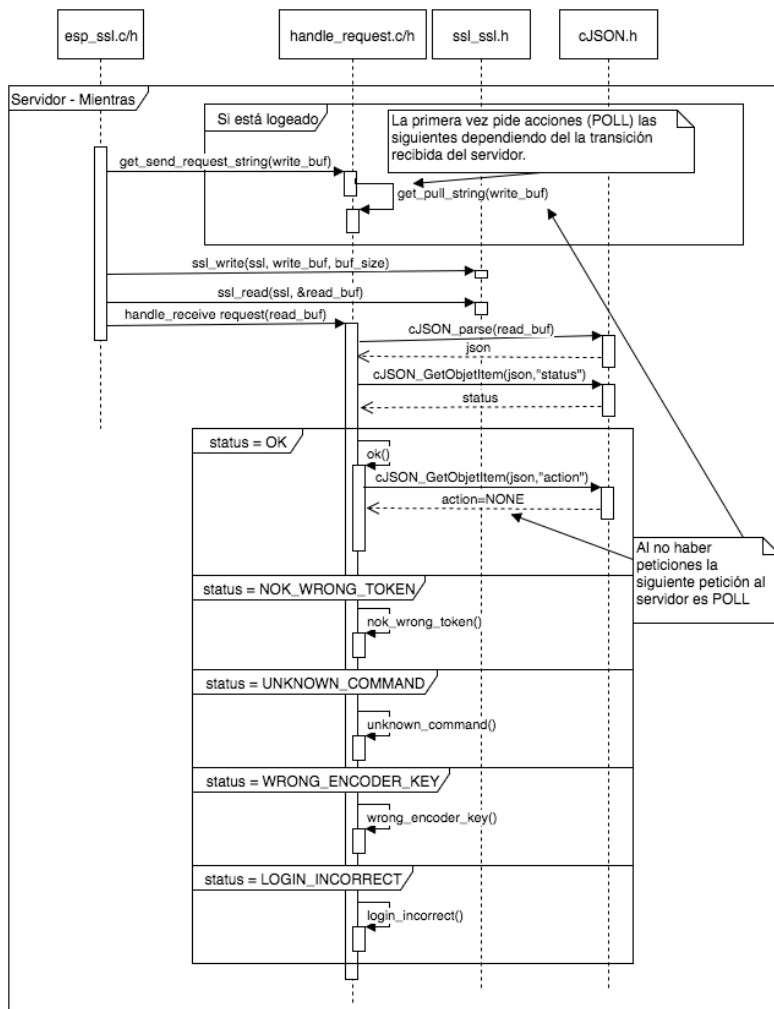 esp_ssl.c/h
handle_request.c/h
ssl_ssl.h
cJSON.h
Servidor - Mientras
Si está logeado
La primera vez pide acciones (POLL) las
siguientes dependiendo del la transición
recibida del servidor.
get_send_request_string(write_buf)
get_pull_string(write_buf)
ssl_write(ssl, write_buf, buf_size)
ssl_read(ssl, &read_buf)
handle_receive request(read_buf)
cJSON_parse(read_buf)
json
cJSON_GetObjetItem(json,"status")
status
status = OK
ok()
cJSON_GetObjetItem(json,"action")
action=NONE
Al no haber
peticiones la
siguiente petición al
servidor es POLL
status = NOK_WRONG_TOKEN
nok_wrong_token()
status = UNKNOWN_COMMAND
unknown_command()
status = WRONG_ENCODER_KEY
wrong_encoder_key()
status = LOGIN_INCORRECT
login_incorrect()